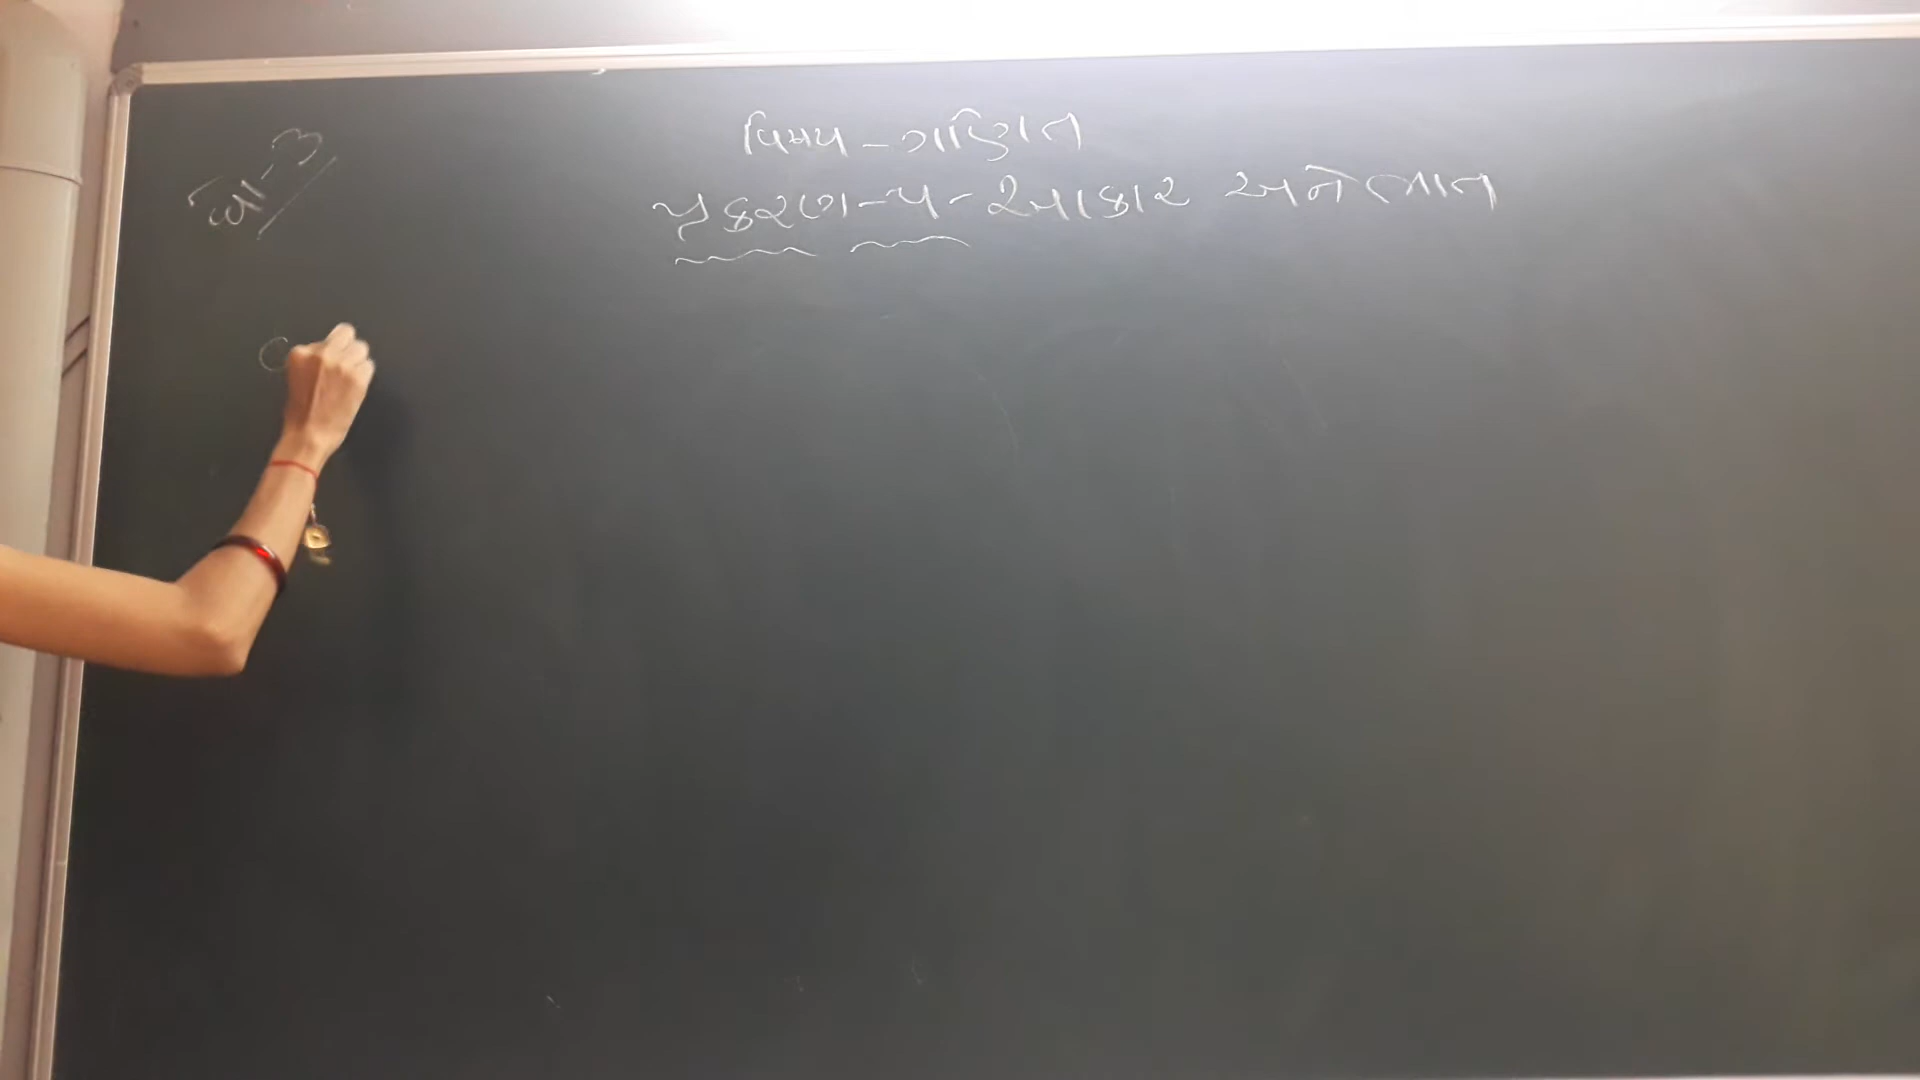 ધો-૩
વિષય - ગણિત
પ્રકરણ-૫-આકાર અને ભાત